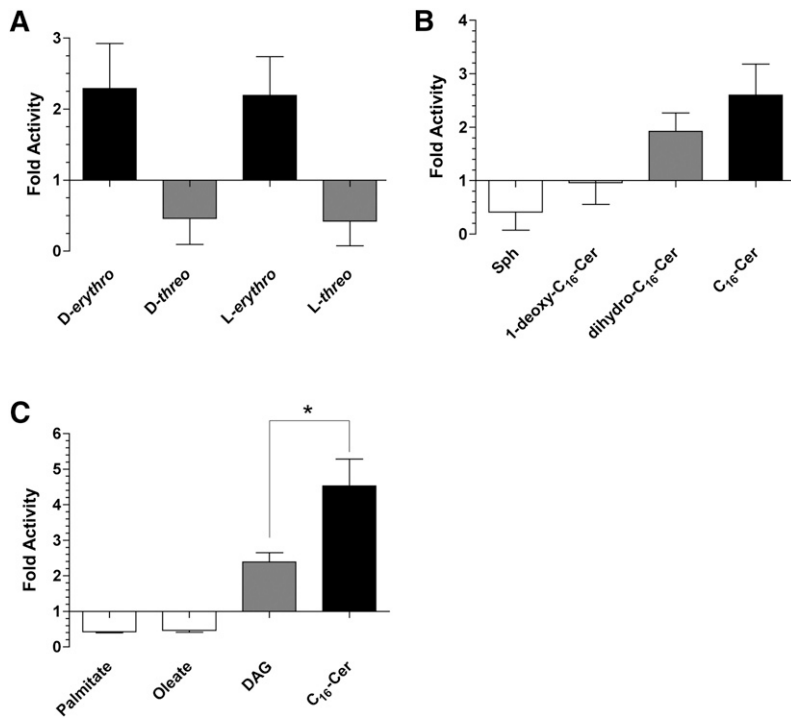 A
Fold Activity
3
2
1
0
D-erythro
D-threo
L-erythro
L-threo
B
Fold Activity
4
3
2
1
0
Sph
1-deoxy-C₁₆-Cer
dihydro-C₁₆-Cer
C₁₆-Cer
C
Fold Activity
6
5
4
3
2
1
0
*
Palmitate
Oleate
DAG
C₁₆-Cer